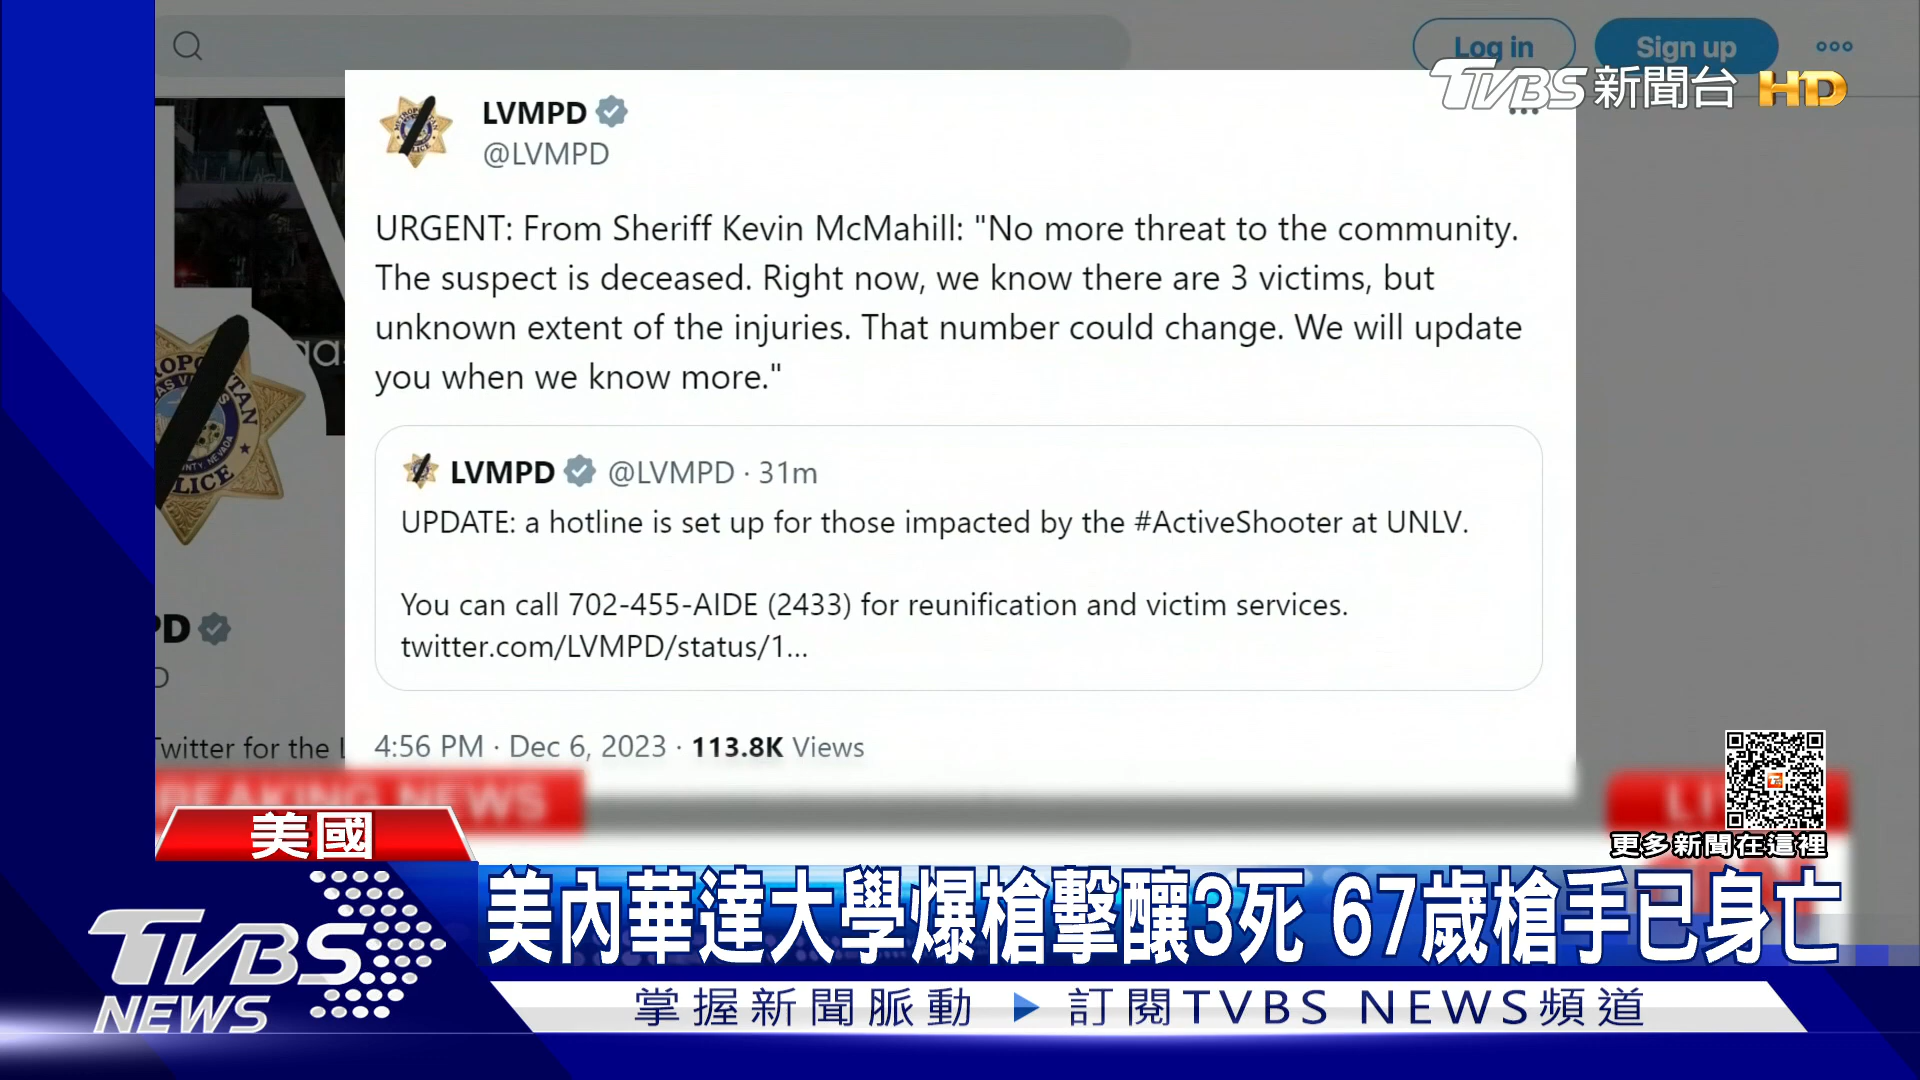 Log in
Sign up
TVBS新聞台 HD
LVMPD
@LVMPD
URGENT: From Sheriff Kevin McMahill: "No more threat to the community.
The suspect is deceased. Right now, we know there are 3 victims, but
unknown extent of the injuries. That number could change. We will update
you when we know more."
LVMPD @LVMPD · 31m
UPDATE: a hotline is set up for those impacted by the #ActiveShooter at UNLV.
You can call 702-455-AIDE (2433) for reunification and victim services.
twitter.com/LVMPD/status/1...
PD
Twitter for the
4:56 PM · Dec 6, 2023 · 113.8K Views
BREAKING NEWS
更多新聞在這裡
美國
美內華達大學爆槍擊釀3死 67歲槍手已身亡
TVBS
NEWS
掌握新聞脈動 ▶ 訂閱TVBS NEWS頻道